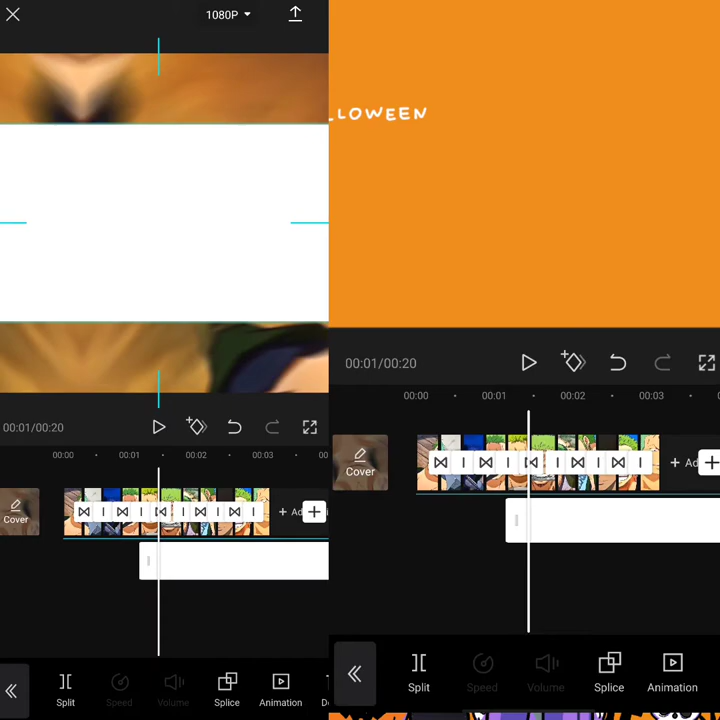 1080P
00:01/00:20
00:00 00:01 00:02 00:03 00
Cover
+ Ad
Split Speed Volume Splice Animation D
LLOWEEN
00:01/00:20
00:00 00:01 00:02 00:03
Cover
+ Ad
Split Speed Volume Splice Animation